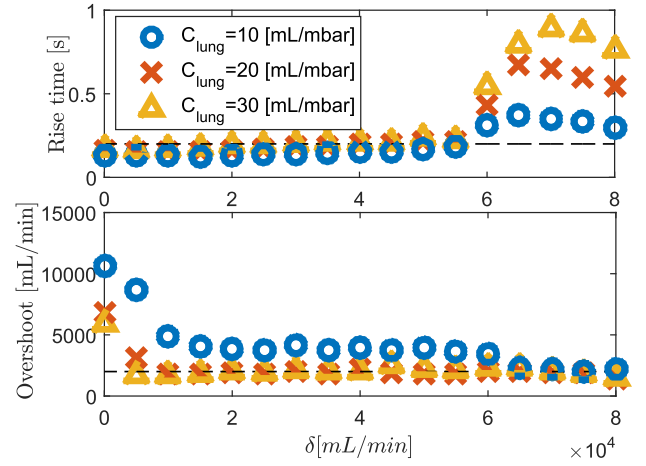 Rise time [s]
1
0.5
0
C_lung=10 [mL/mbar]
C_lung=20 [mL/mbar]
C_lung=30 [mL/mbar]
0 2 4 6 8
×10^4
Overshoot [mL/min]
15000
10000
5000
0
0 2 4 6 8
δ[mL/min]
×10^4